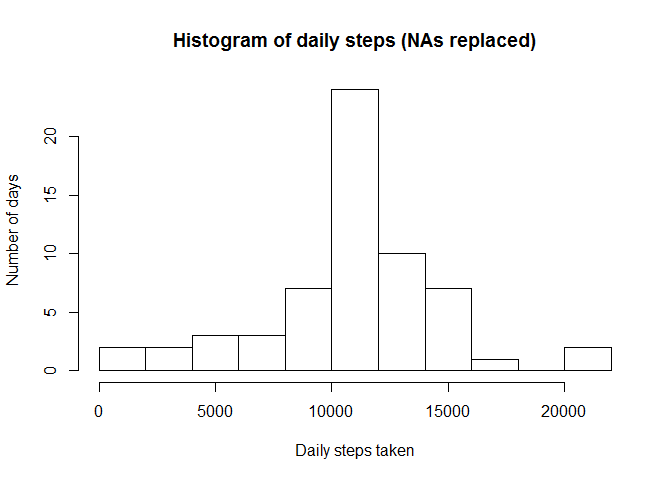 Histogram of daily steps (NAs replaced)
Number of days
20
15
10
5
0
0 5000 10000 15000 20000
Daily steps taken